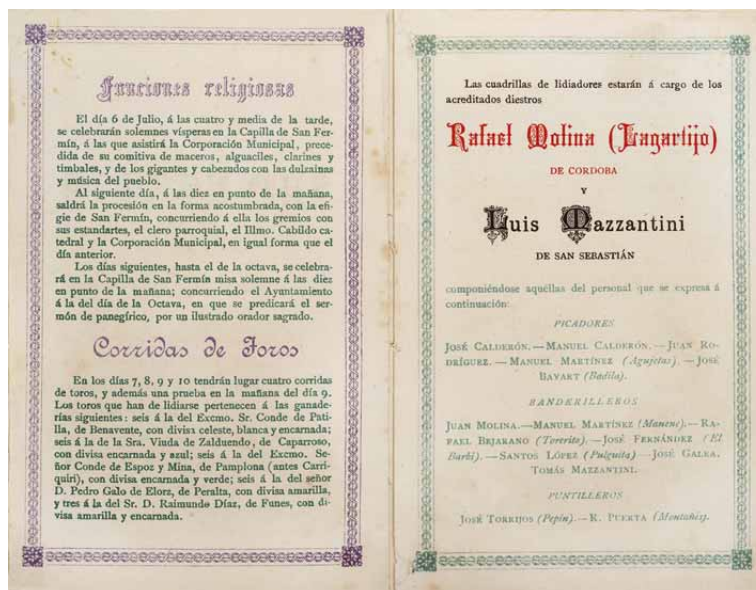 Funciones religiosas
El día 6 de Julio, á las cuatro y media de la tarde,
se celebrarán solemnes vísperas en la Capilla de San Fer-
mín, á las que asistirá la Corporación Municipal, prece-
dida de su comitiva de maceros, alguaciles, clarines y
timbales, y de los gigantes y cabezudos con las dulzainas
y música del pueblo.
Al siguiente día, á las diez en punto de la mañana,
saldrá la procesión en la forma acostumbrada, con la efi-
gie de San Fermín, concurriendo á ella los gremios con
sus estandartes, el clero parroquial, el Illmo. Cabildo ca-
tedral y la Corporación Municipal, en igual forma que el
día anterior.
Los días siguientes, hasta el de la octava, se celebra-
rá en la Capilla de San Fermín misa solemne á las diez
en punto de la mañana; concurriendo el Ayuntamiento
á la del día de la Octava, en que se predicará el ser-
món de panegírico, por un ilustrado orador sagrado.
Corridas de Toros
En los días 7, 8, 9 y 10 tendrán lugar cuatro corridas
de toros, y además una prueba en la mañana del día 9.
Los toros que han de lidiarse pertenecen á las ganade-
rías siguientes: seis á la del Excmo. Sr. Conde de Pati-
lla, de Benavente, con divisa celeste, blanca y encarnada;
seis á la de la Sra. Viuda de Zalduendo, de Caparroso,
con divisa encarnada y azul; seis á la del Excmo. Se-
ñor Conde de Espoz y Mina, de Pamplona (antes Carri-
quiri), con divisa encarnada y verde; seis á la del señor
D. Pedro Galo de Elorz, de Peralta, con divisa amarilla,
y tres á la del Sr. D. Raimundo Díaz, de Funes, con di-
visa amarilla y encarnada.
Las cuadrillas de lidiadores estarán á cargo de los
acreditados diestros
Rafael Molina (Lagartijo)
DE CORDOBA
Y
Luis Mazzantini
DE SAN SEBASTIÁN
componiéndose aquéllas del personal que se expresa á
continuación:
PICADORES
JOSÉ CALDERÓN.—MANUEL CALDERÓN.—JUAN RO-
DRÍGUEZ.—MANUEL MARTÍNEZ (Agujetas).—JOSÉ
BAYART (Badila).
BANDERILLEROS
JUAN MOLINA.—MANUEL MARTÍNEZ (Manene).—RA-
FAEL BEJARANO (Torerito).—JOSÉ FERNÁNDEZ (El
Barbi).—SANTOS LÓPEZ (Pulguita)—JOSÉ GALEA.
TOMÁS MAZZANTINI.
PUNTILLEROS
JOSÉ TORRIJOS (Pepín).—R. PUERTA (Montañés).